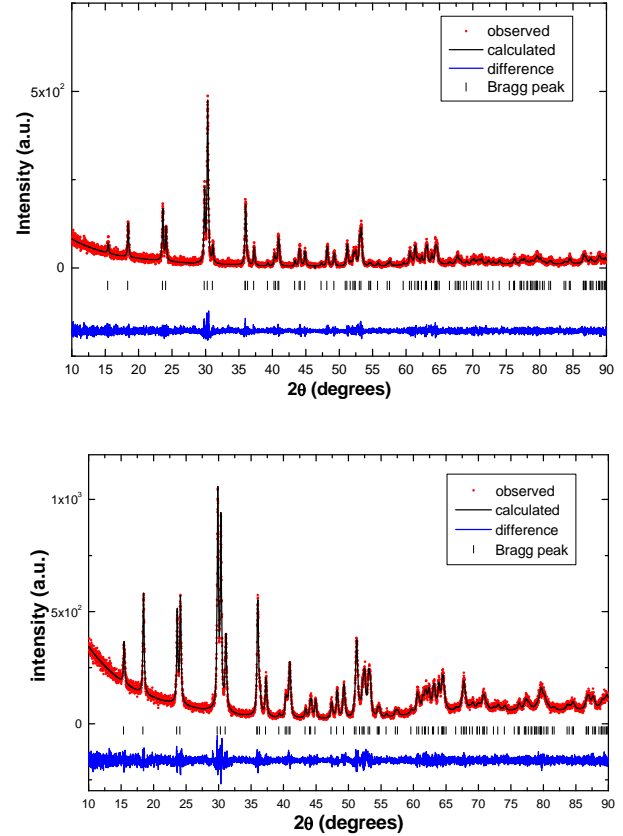 observed
calculated
difference
Bragg peak
5x10²
0
Intensity (a.u.)
10 15 20 25 30 35 40 45 50 55 60 65 70 75 80 85 90
2θ (degrees)
observed
calculated
difference
Bragg peak
1x10³
5x10²
0
intensity (a.u.)
10 15 20 25 30 35 40 45 50 55 60 65 70 75 80 85 90
2θ (degrees)